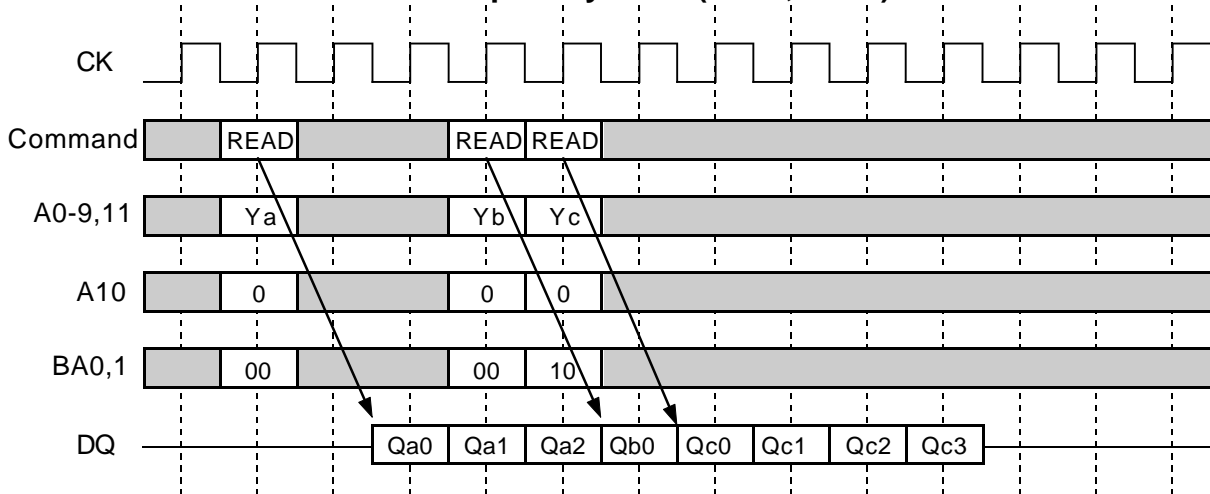 CK
Command READ READ READ
A0-9,11 Ya Yb Yc
A10 0 0 0
BA0,1 00 00 10
DQ Qa0 Qa1 Qa2 Qb0 Qc0 Qc1 Qc2 Qc3